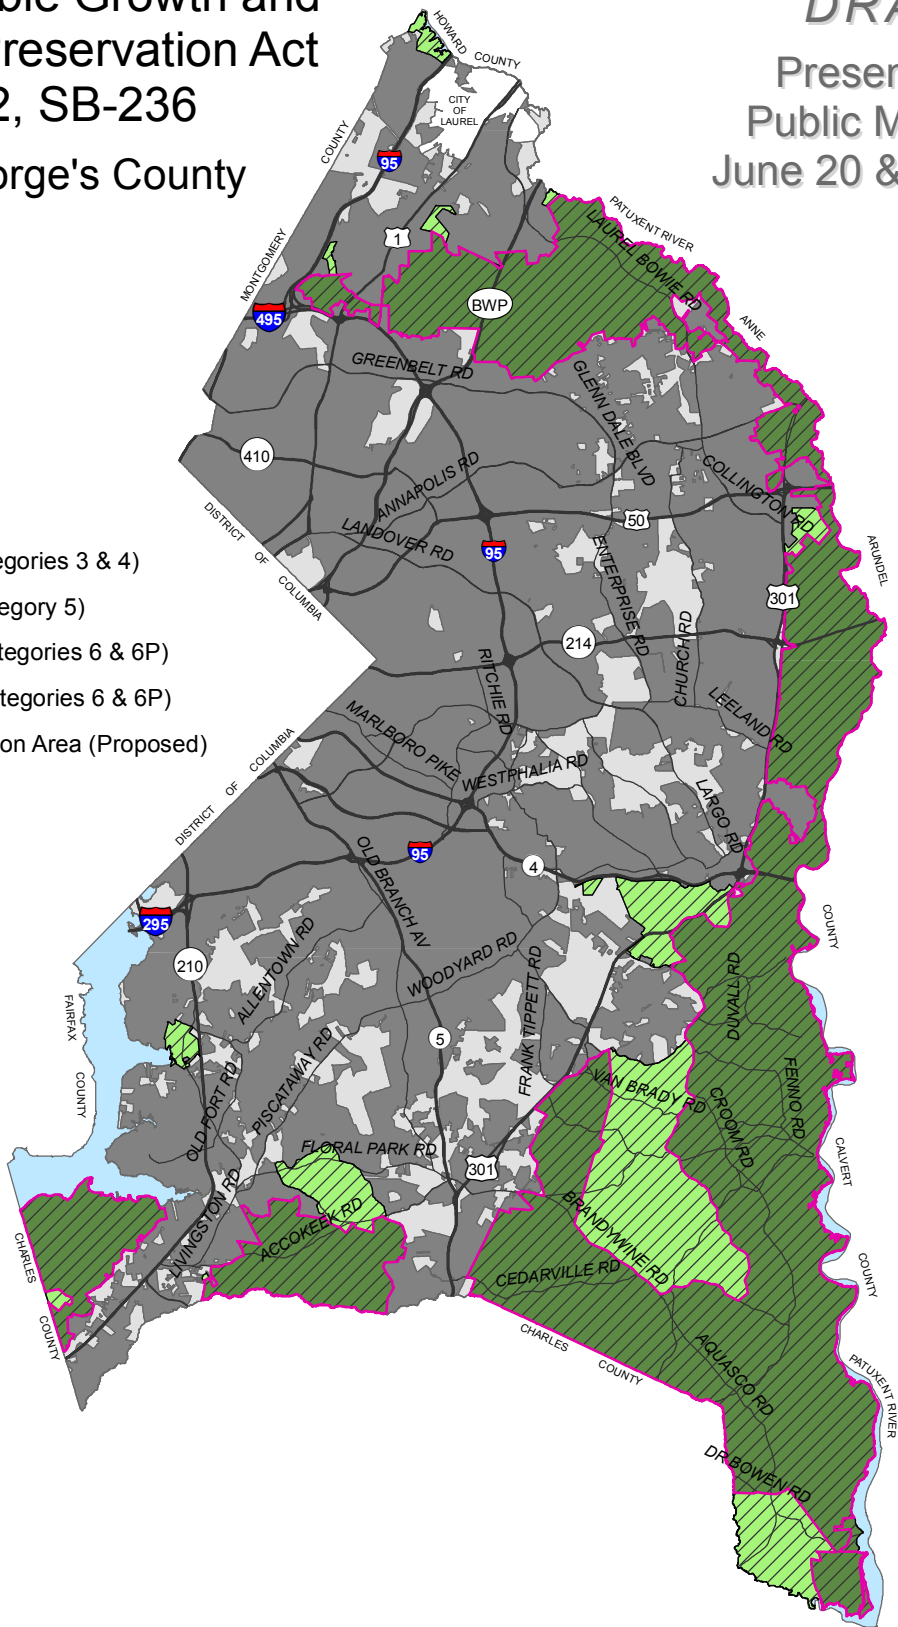 ble Growth and
Preservation Act
2, SB-236
orge's County
DRA
Presen
Public M
June 20 &
HOWARD COUNTY
CITY
OF
LAUREL
COUNTY
95
1
MONTGOMERY
495
PATUXENT RIVER
LAUREL BOWIE RD
BWP
ANNE
GREENBELT RD
GLENN DALE BLVD
410
ANNAPOLIS RD
COLLINGTON RD
DISTRICT OF COLUMBIA
LANDOVER RD
50
95
ENTERPRISE RD
ARUNDEL
egories 3 & 4)
tegory 5)
tegories 6 & 6P)
ategories 6 & 6P)
on Area (Proposed)
301
214
CHURCH RD
RITCHIE RD
LEELAND RD
MARLBORO PIKE
WESTPHALIA RD
DISTRICT OF COLUMBIA
LARGO RD
OLD BRANCH AV
95
4
295
COUNTY
210
ALLENTOWN RD
WOODYARD RD
FRANK TIPPETT RD
DUVALL RD
FAIRFAX
COUNTY
5
PISCATAWAY RD
OLD FORT RD
VAN BRADY RD
CROOM RD
FENNO RD
FLORAL PARK RD
301
CALVERT
LIVINGSTON RD
ACCOKEEK RD
BRANDYWINE RD
CEDARVILLE RD
CHARLES
COUNTY
COUNTY
CHARLES COUNTY
AQUASCO RD
PATUXENT RIVER
DR BOWEN RD